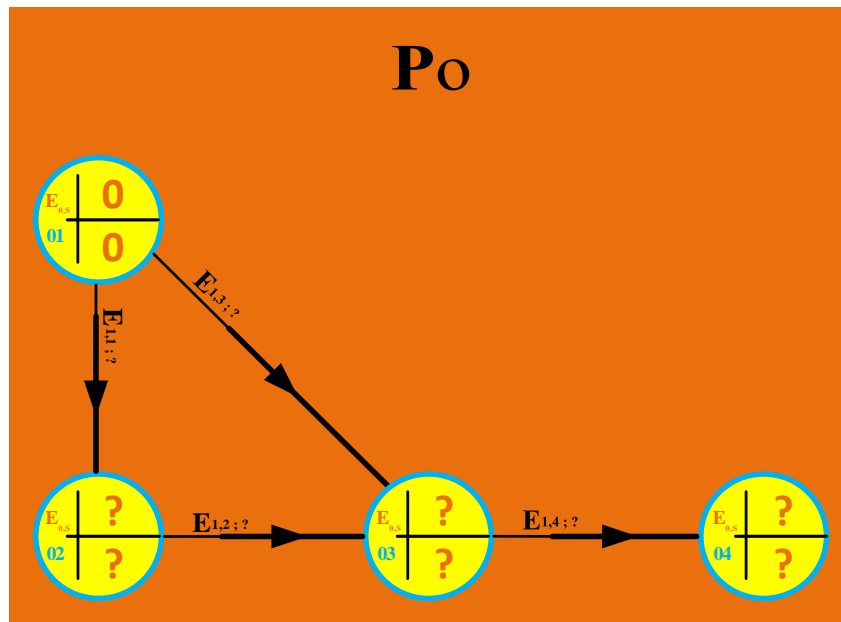 Po
E0,S 0
01 0
E1,3 ; ?
E1,1 ; ?
E0,S ?
02 ?
E1,2 ; ?
E0,S ?
03 ?
E1,4 ; ?
E0,S ?
04 ?